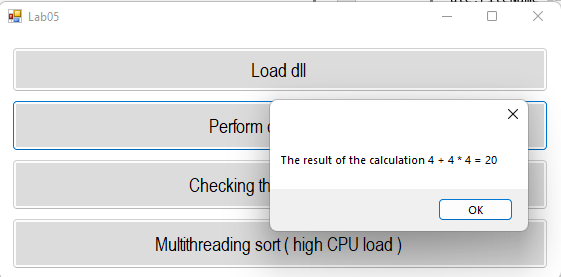 Lab05
Load dll
Perform
The result of the calculation 4 + 4 * 4 = 20
Checking
OK
Multithreading sort ( high CPU load )